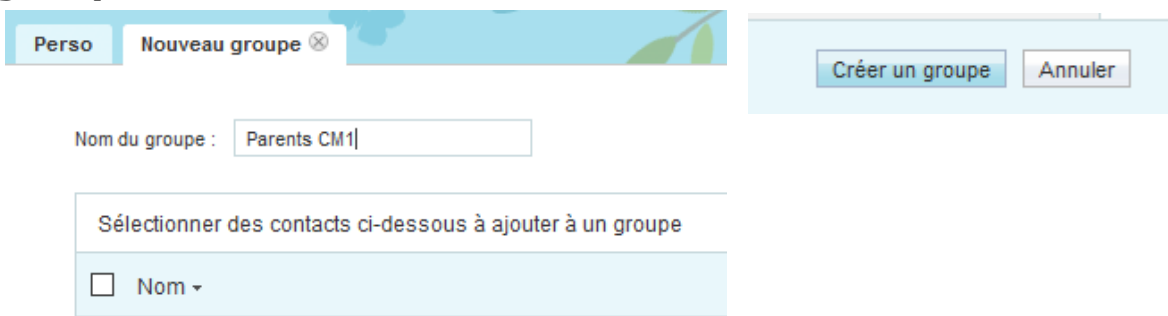 Perso Nouveau groupe
Nom du groupe : Parents CM1
Sélectionner des contacts ci-dessous à ajouter à un groupe
Nom
Créer un groupe Annuler